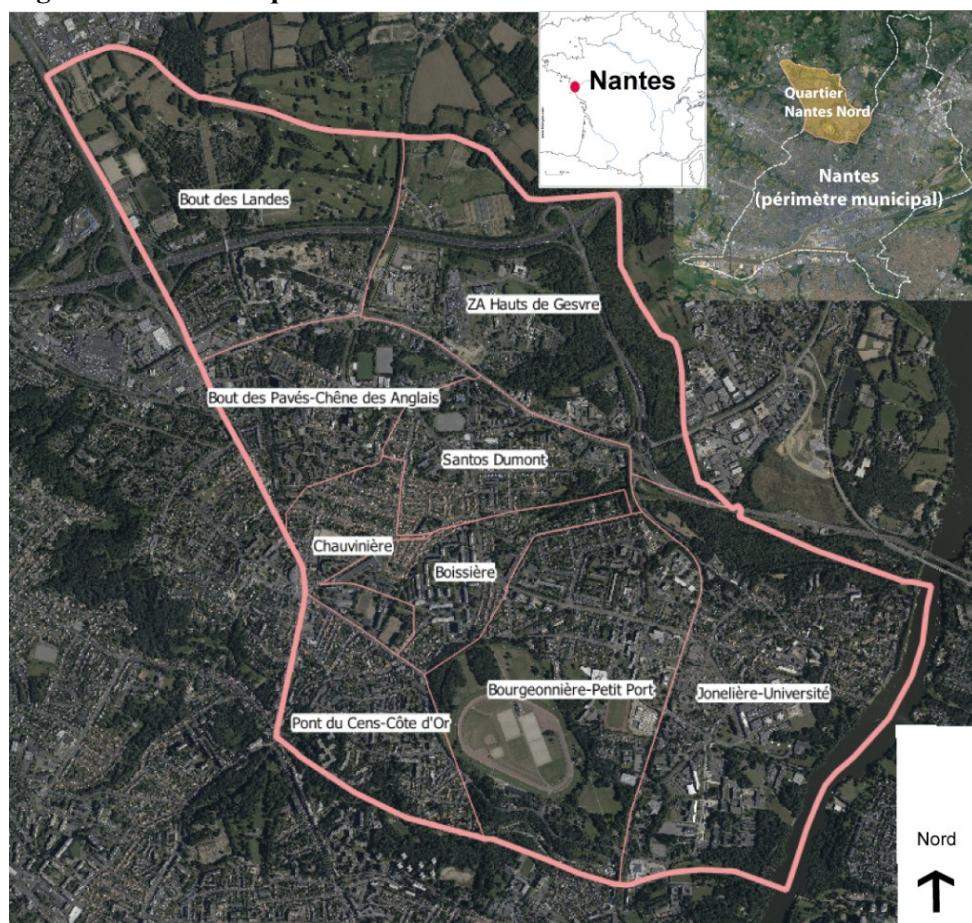 Nantes
Quartier
Nantes Nord
Nantes
(périmètre municipal)
Bout des Landes
ZA Hauts de Gesvre
Bout des Pavés-Chêne des Anglais
Santos Dumont
Chauvinière
Boissière
Bourgeonnière-Petit Port
Jonelière-Université
Pont du Cens-Côte d'Or
Nord